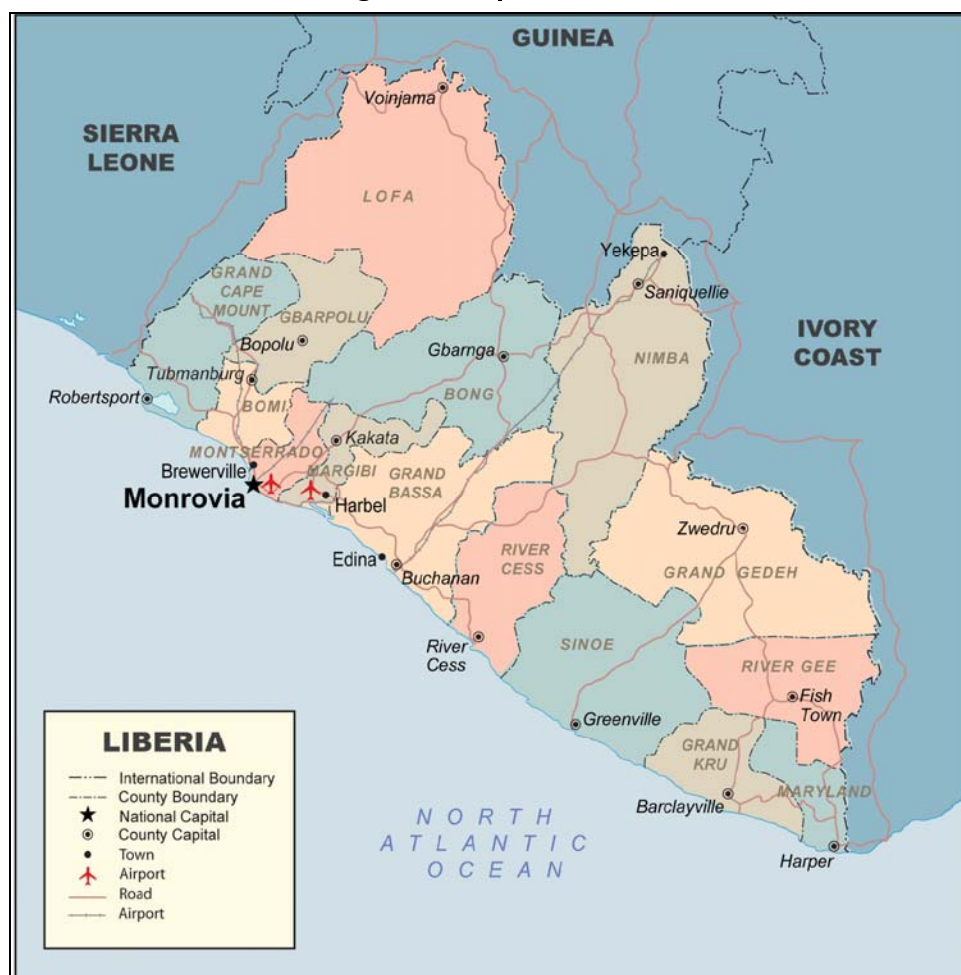 GUINEA
SIERRA
LEONE
Voinjama
LOFA
Yekepa
Saniquellie
GRAND
CAPE
MOUNT
GBARPOLU
Bopolu
Gbarnga
NIMBA
IVORY
COAST
Tubmanburg
Robertsport
BOMI
BONG
Kakata
MONTSERRADO
Brewerville
MARGIBI
GRAND
BASSA
Monrovia
Harbel
Zwedru
Edina
Buchanan
RIVER
CESS
GRAND GEDEH
River
Cess
SINOE
RIVER GEE
Fish
Town
Greenville
GRAND
KRU
MARYLAND
Barclayville
Harper
NORTH
ATLANTIC
OCEAN
LIBERIA
International Boundary
County Boundary
National Capital
County Capital
Town
Airport
Road
Airport